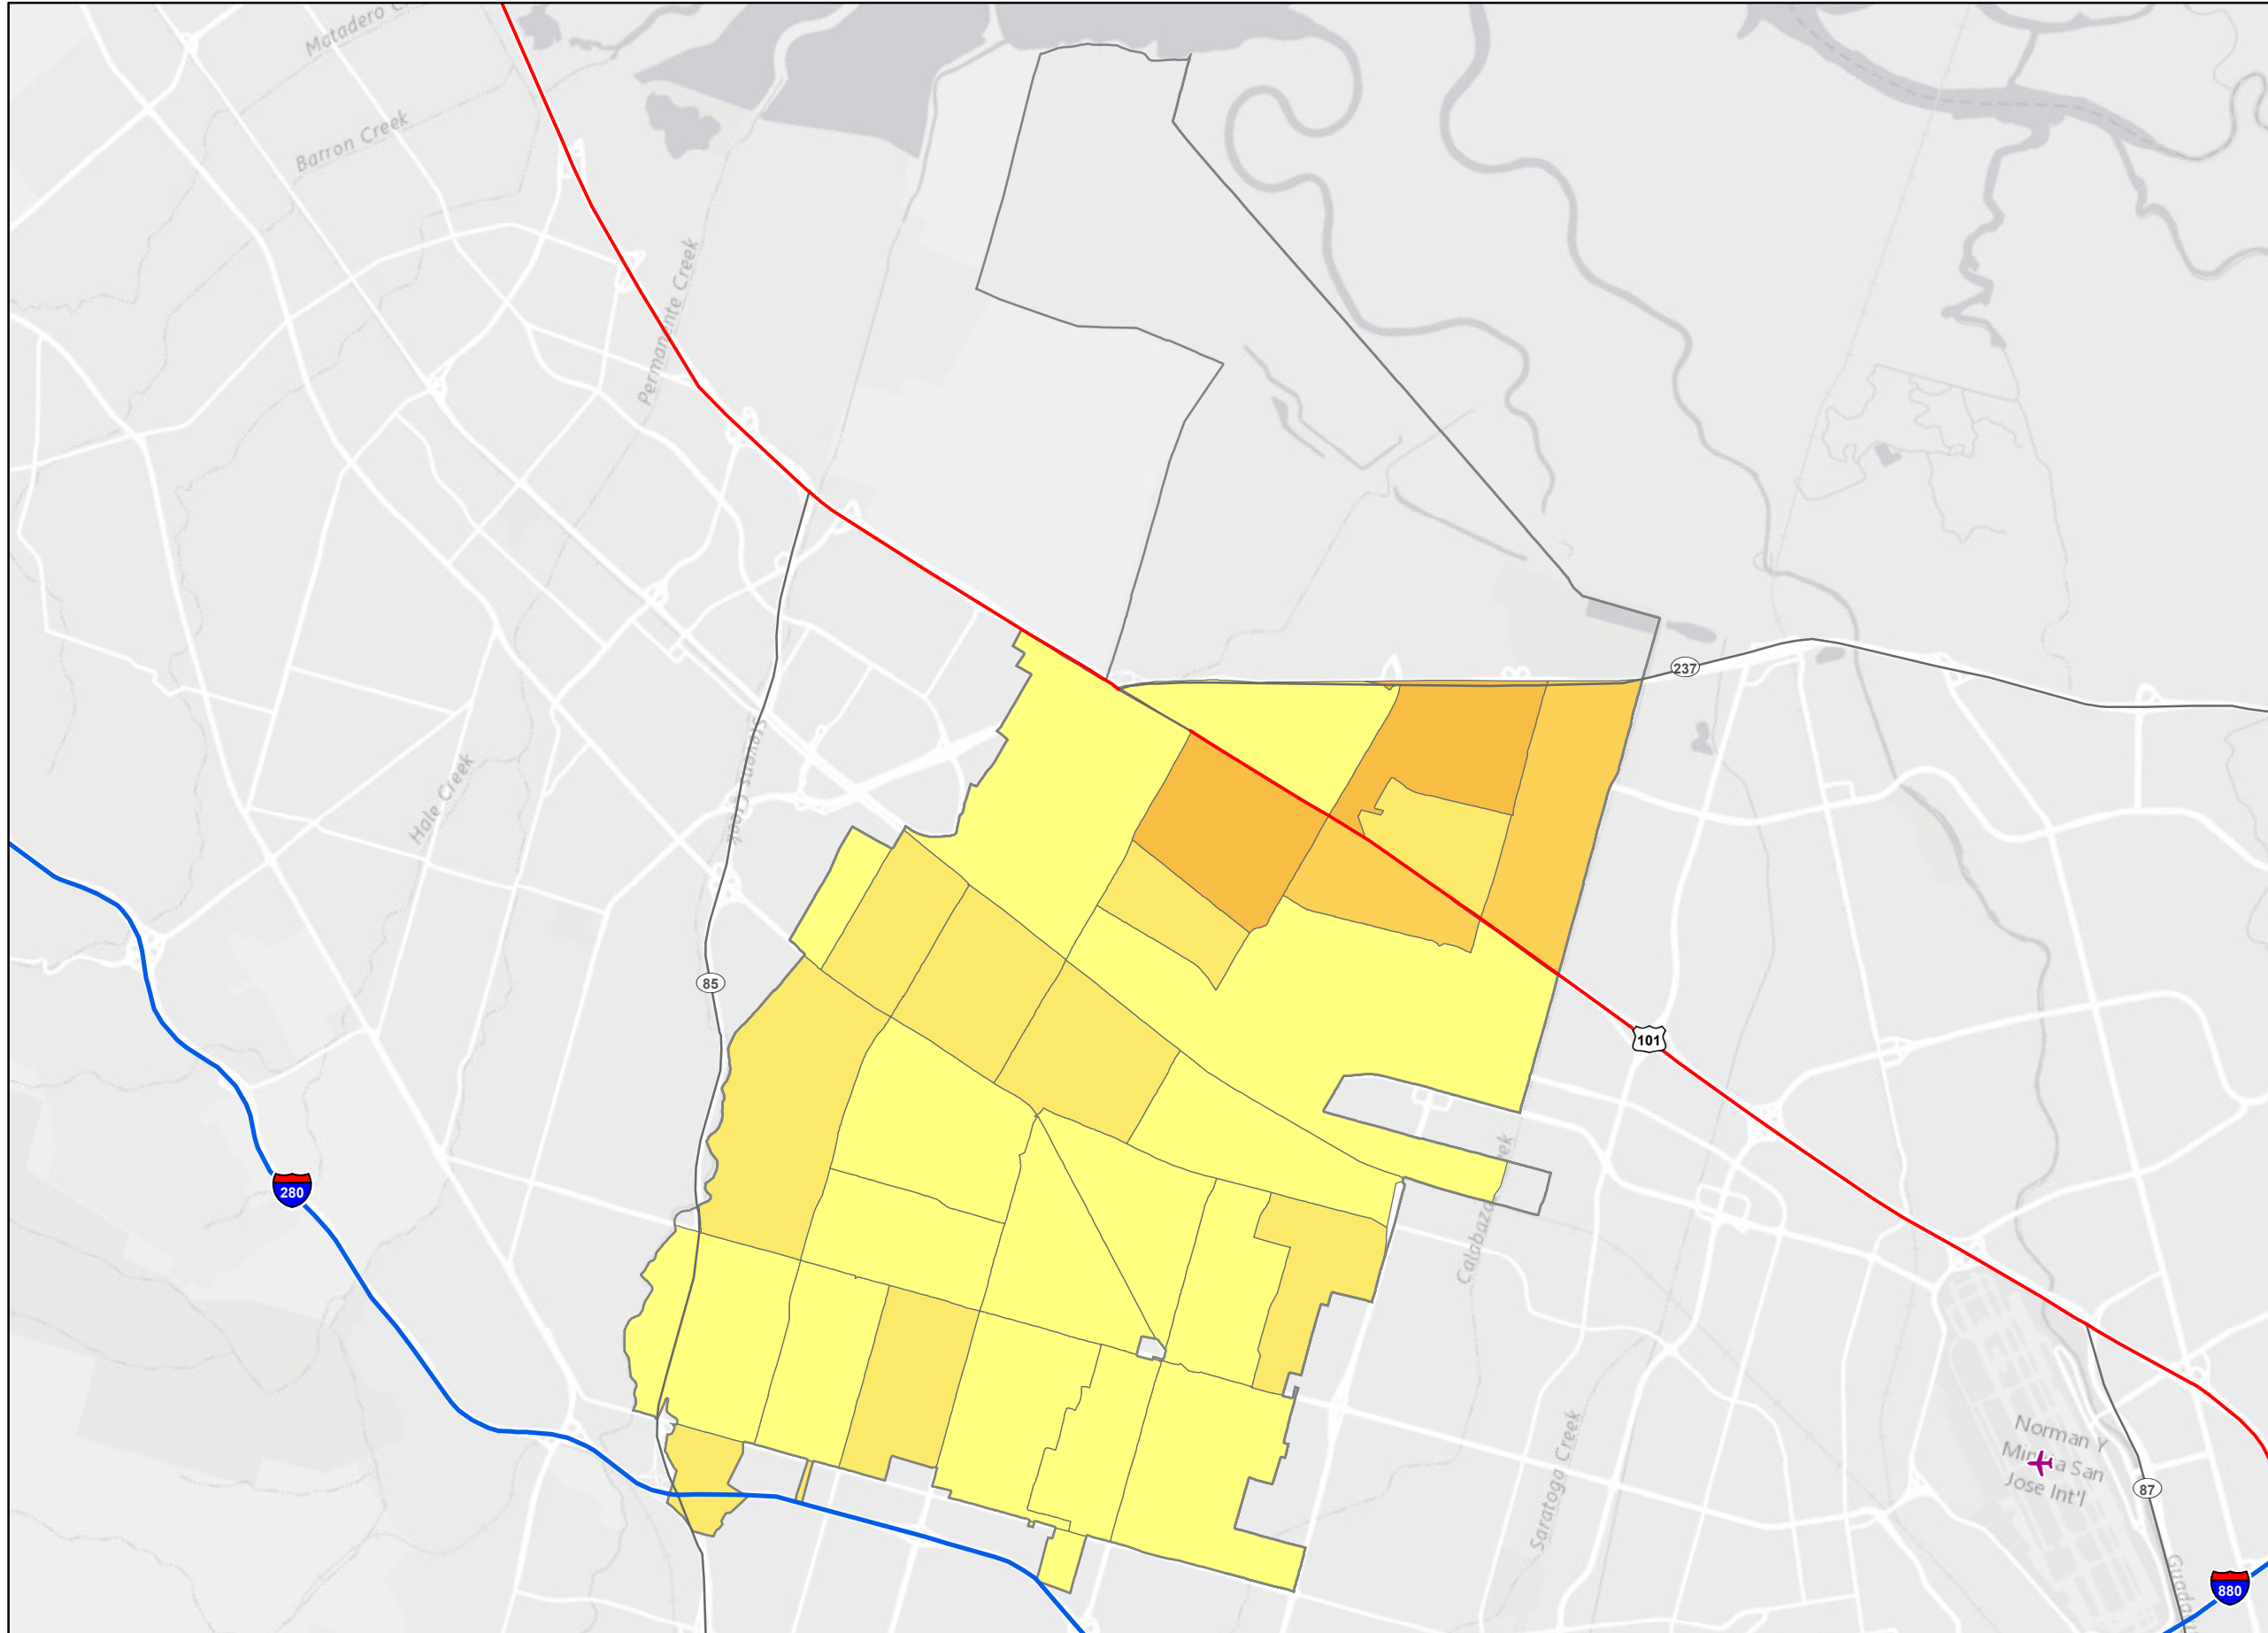 Matadero
Barron Creek
Permanente Creek
237
Stevens Creek
Hale Creek
85
101
280
Calabazas Creek
Saratoga Creek
Norman Y
Mineta San
Jose Int'l
87
880